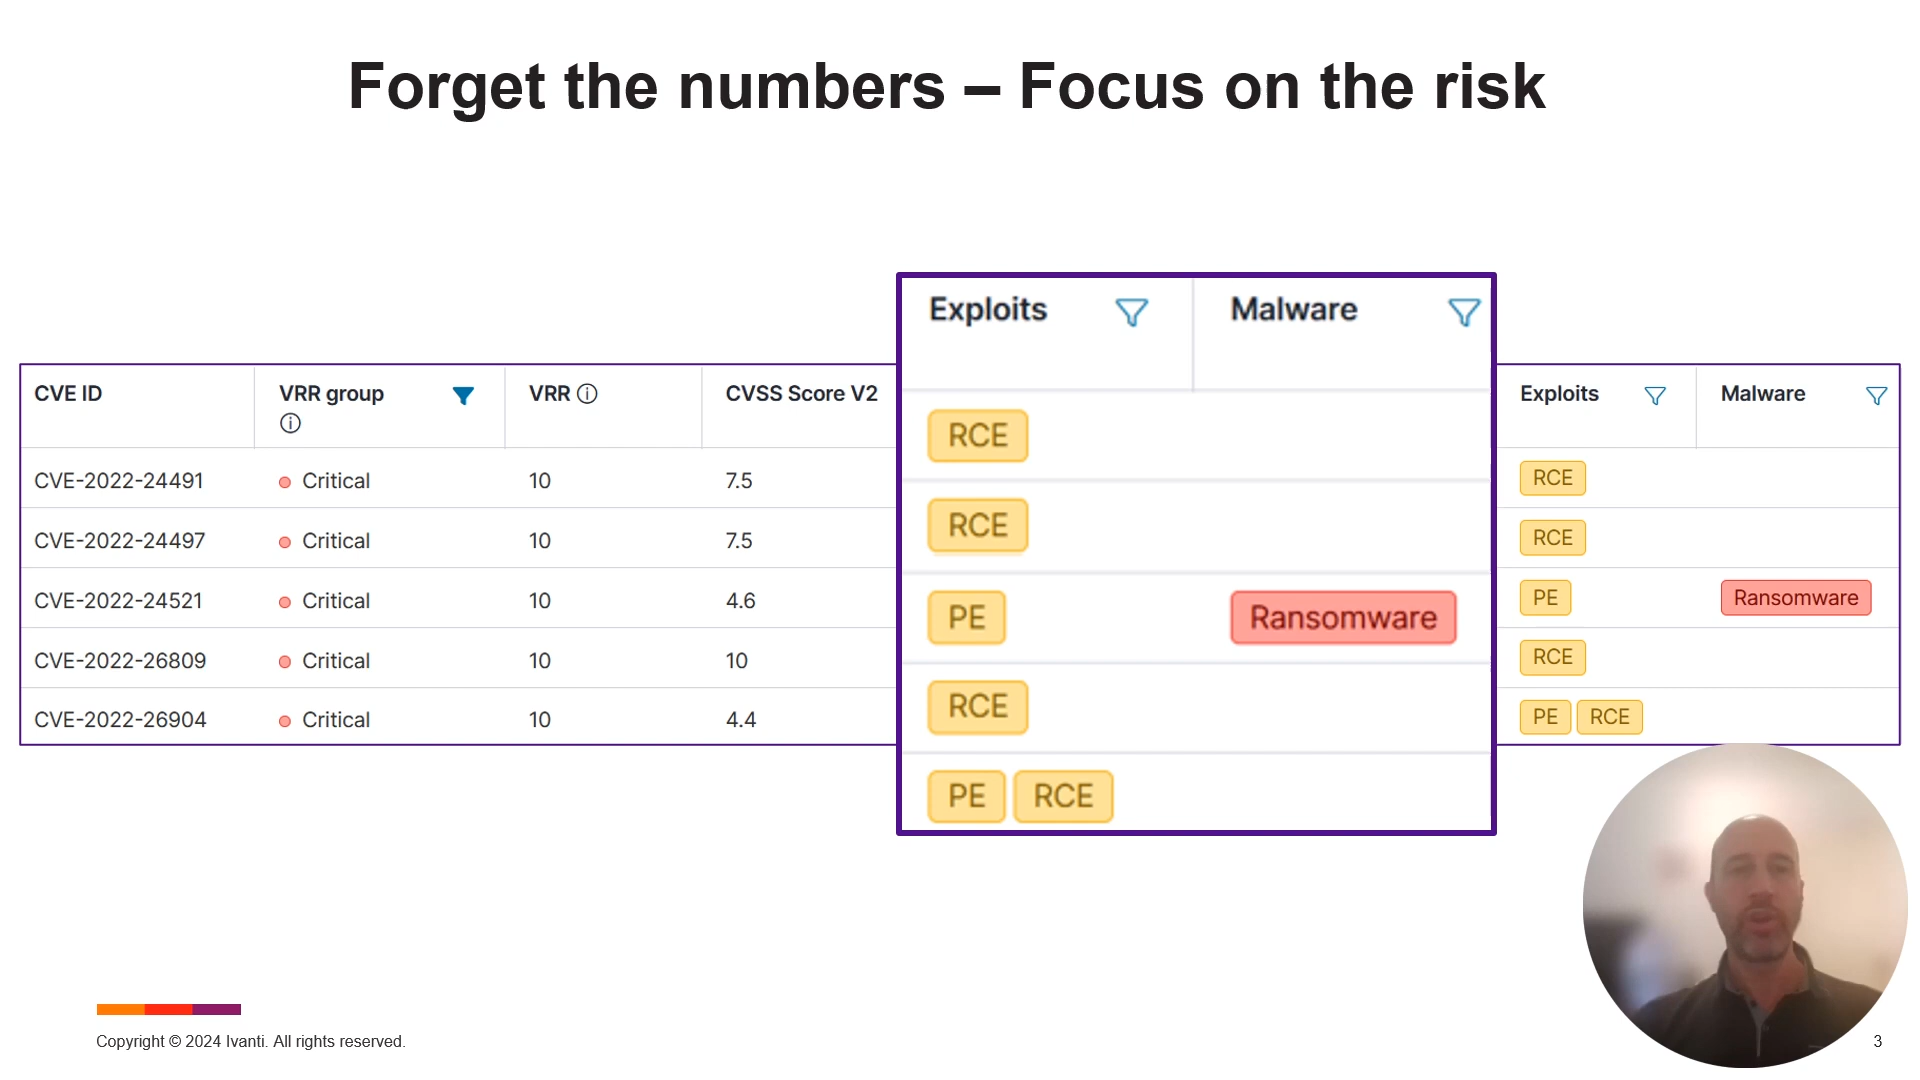 Forget the numbers – Focus on the risk
CVE ID VRR group ⓘ VRR ⓘ CVSS Score V2
CVE-2022-24491 Critical 10 7.5
CVE-2022-24497 Critical 10 7.5
CVE-2022-24521 Critical 10 4.6
CVE-2022-26809 Critical 10 10
CVE-2022-26904 Critical 10 4.4
Exploits Malware
RCE
RCE
PE Ransomware
RCE
PE RCE
Exploits Malware
RCE
RCE
PE Ransomware
RCE
PE RCE
Copyright © 2024 Ivanti. All rights reserved.
3